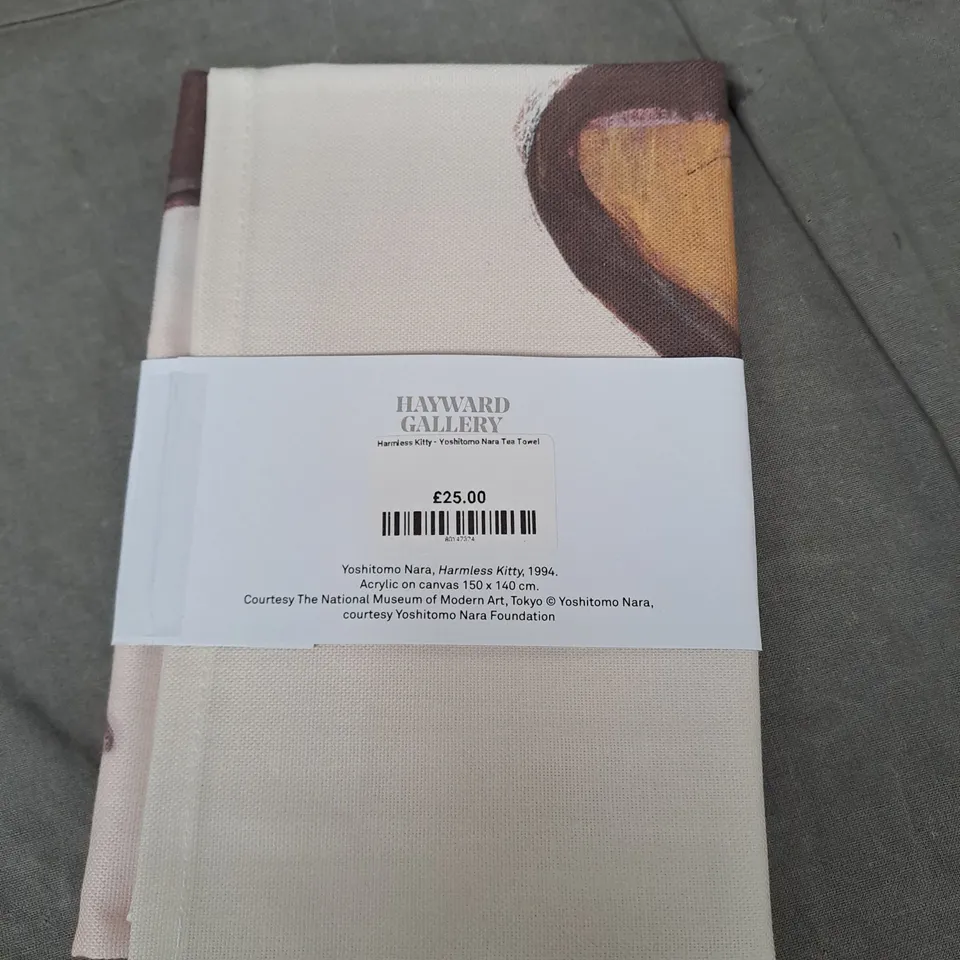 HAYWARD
GALLERY
Harmless Kitty - Yoshitomo Nara Tea Towel
£25.00
80147374
Yoshitomo Nara, Harmless Kitty, 1994.
Acrylic on canvas 150 x 140 cm.
Courtesy The National Museum of Modern Art, Tokyo © Yoshitomo Nara,
courtesy Yoshitomo Nara Foundation